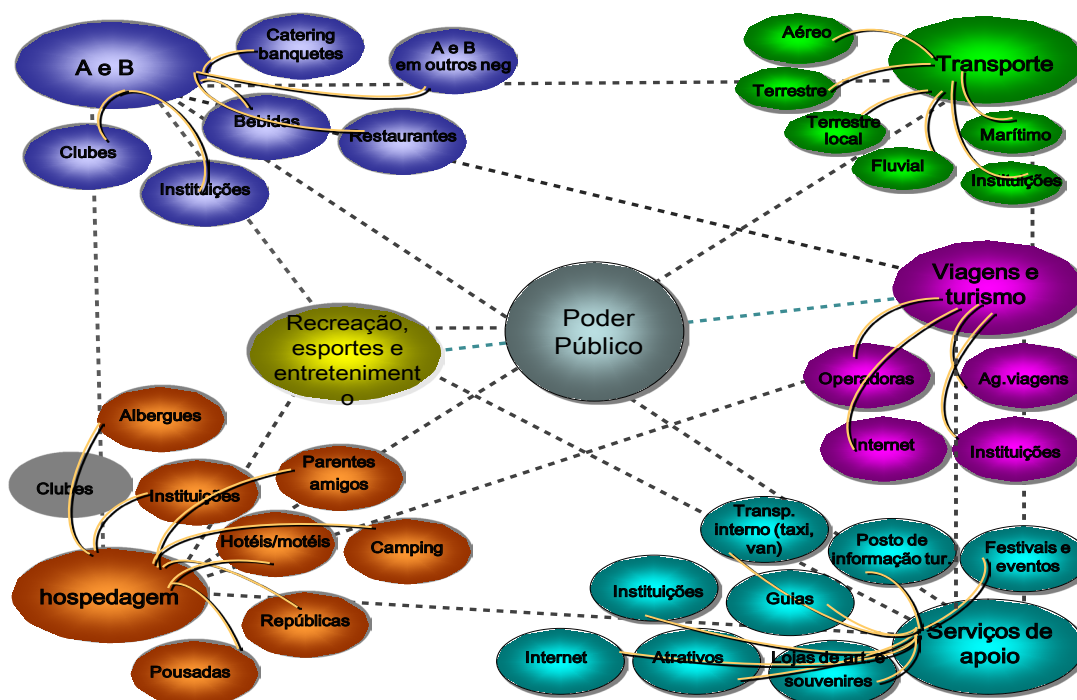 A e B
Catering
banquetes
A e B
em outros neg
Bebidas
Restaurantes
Clubes
Instituições
Aéreo
Transporte
Terrestre
Terrestre
local
Marítimo
Fluvial
Instituições
Poder
Público
Recreação,
esportes e
entreteniment
o
Viagens e
turismo
Operadoras
Ag.viagens
Internet
Instituições
Albergues
Clubes
Instituições
Parentes
amigos
Hotéis/motéis
Camping
hospedagem
Repúblicas
Pousadas
Transp.
interno (taxi,
van)
Posto de
informação tur.
Festivais e
eventos
Instituições
Guias
Serviços de
apoio
Internet
Atrativos
Lojas de art. e
souvenires